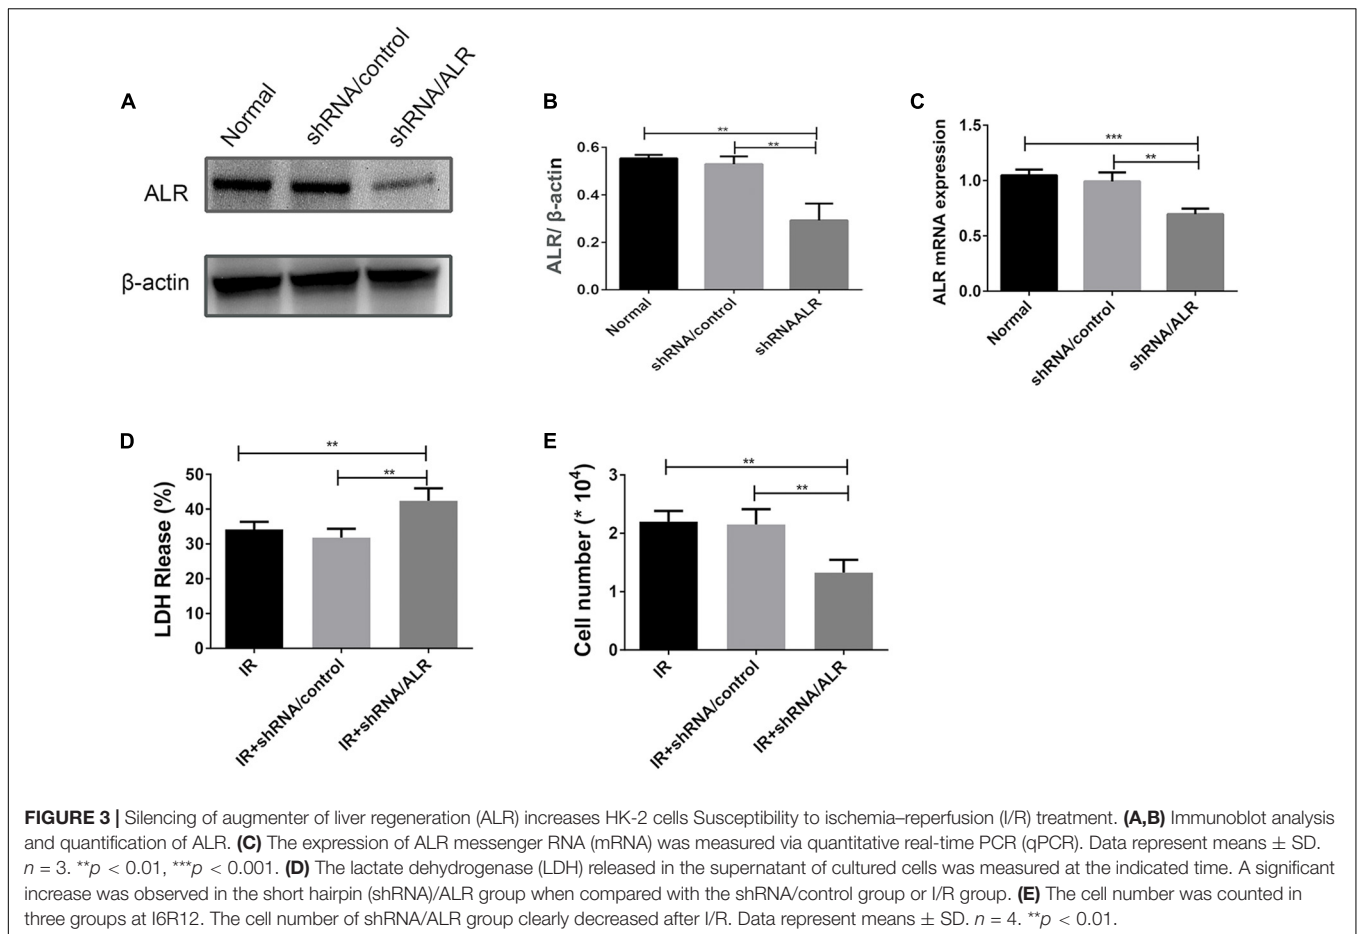 A
Normal
shRNA/control
shRNA/ALR
ALR
β-actin
B
**
**
0.6
0.4
0.2
0.0
ALR/ β-actin
Normal
shRNA/control
shRNAALR
C
***
**
1.5
1.0
0.5
0.0
ALR mRNA expression
Normal
shRNA/control
shRNA/ALR
D
**
**
50
40
30
20
10
0
LDH Rlease (%)
IR
IR+shRNA/control
IR+shRNA/ALR
E
**
**
3
2
1
0
Cell number (* 10⁴)
IR
IR+shRNA/control
IR+shRNA/ALR
FIGURE 3 | Silencing of augmenter of liver regeneration (ALR) increases HK-2 cells Susceptibility to ischemia–reperfusion (I/R) treatment. (A,B) Immunoblot analysis
and quantification of ALR. (C) The expression of ALR messenger RNA (mRNA) was measured via quantitative real-time PCR (qPCR). Data represent means ± SD.
n = 3. **p < 0.01, ***p < 0.001. (D) The lactate dehydrogenase (LDH) released in the supernatant of cultured cells was measured at the indicated time. A significant
increase was observed in the short hairpin (shRNA)/ALR group when compared with the shRNA/control group or I/R group. (E) The cell number was counted in
three groups at I6R12. The cell number of shRNA/ALR group clearly decreased after I/R. Data represent means ± SD. n = 4. **p < 0.01.